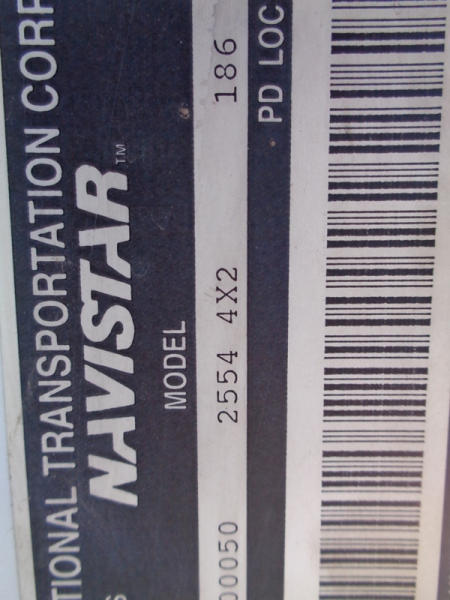 TIONAL TRANSPORTATION CORP
NAVISTAR™
S MODEL
00050 2554 4X2 186
PD LOC